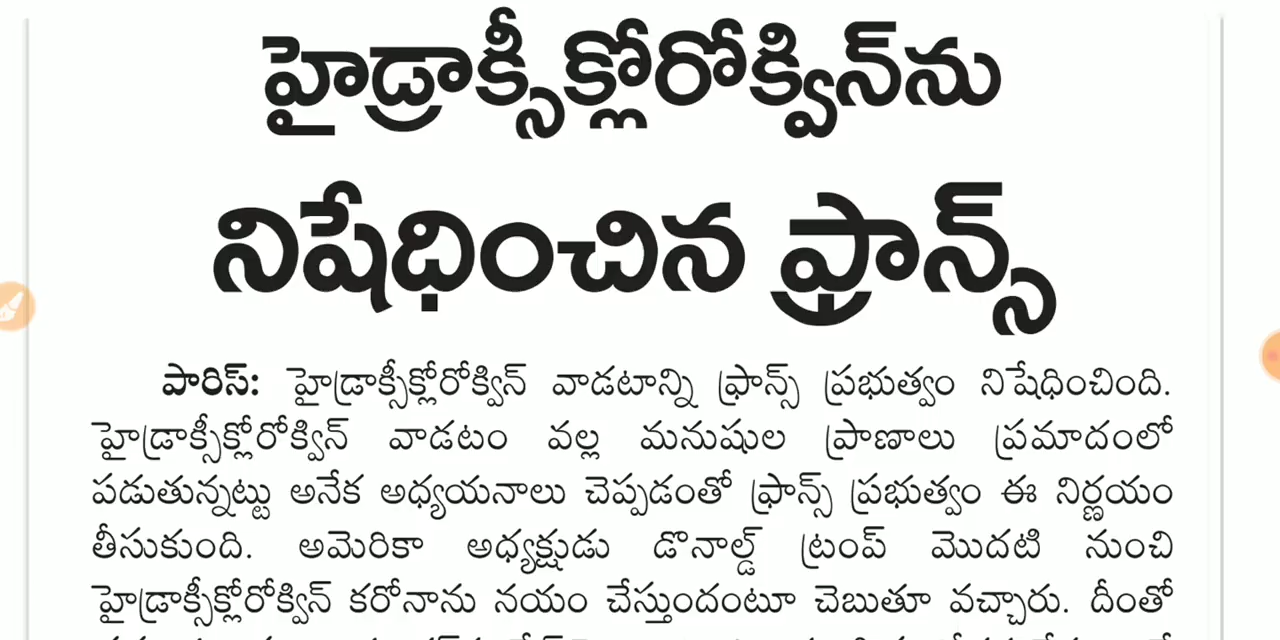 హైడ్రాక్సీక్లోరోక్విన్‌ను
నిషేధించిన ఫ్రాన్స్
పారిస్: హైడ్రాక్సీక్లోరోక్విన్ వాడటాన్ని ఫ్రాన్స్ ప్రభుత్వం నిషేధించింది.
హైడ్రాక్సీక్లోరోక్విన్ వాడటం వల్ల మనుషుల ప్రాణాలు ప్రమాదంలో
పడుతున్నట్టు అనేక అధ్యయనాలు చెప్పడంతో ఫ్రాన్స్ ప్రభుత్వం ఈ నిర్ణయం
తీసుకుంది. అమెరికా అధ్యక్షుడు డొనాల్డ్ ట్రంప్ మొదటి నుంచి
హైడ్రాక్సీక్లోరోక్విన్ కరోనాను నయం చేస్తుందంటూ చెబుతూ వచ్చారు. దీంతో